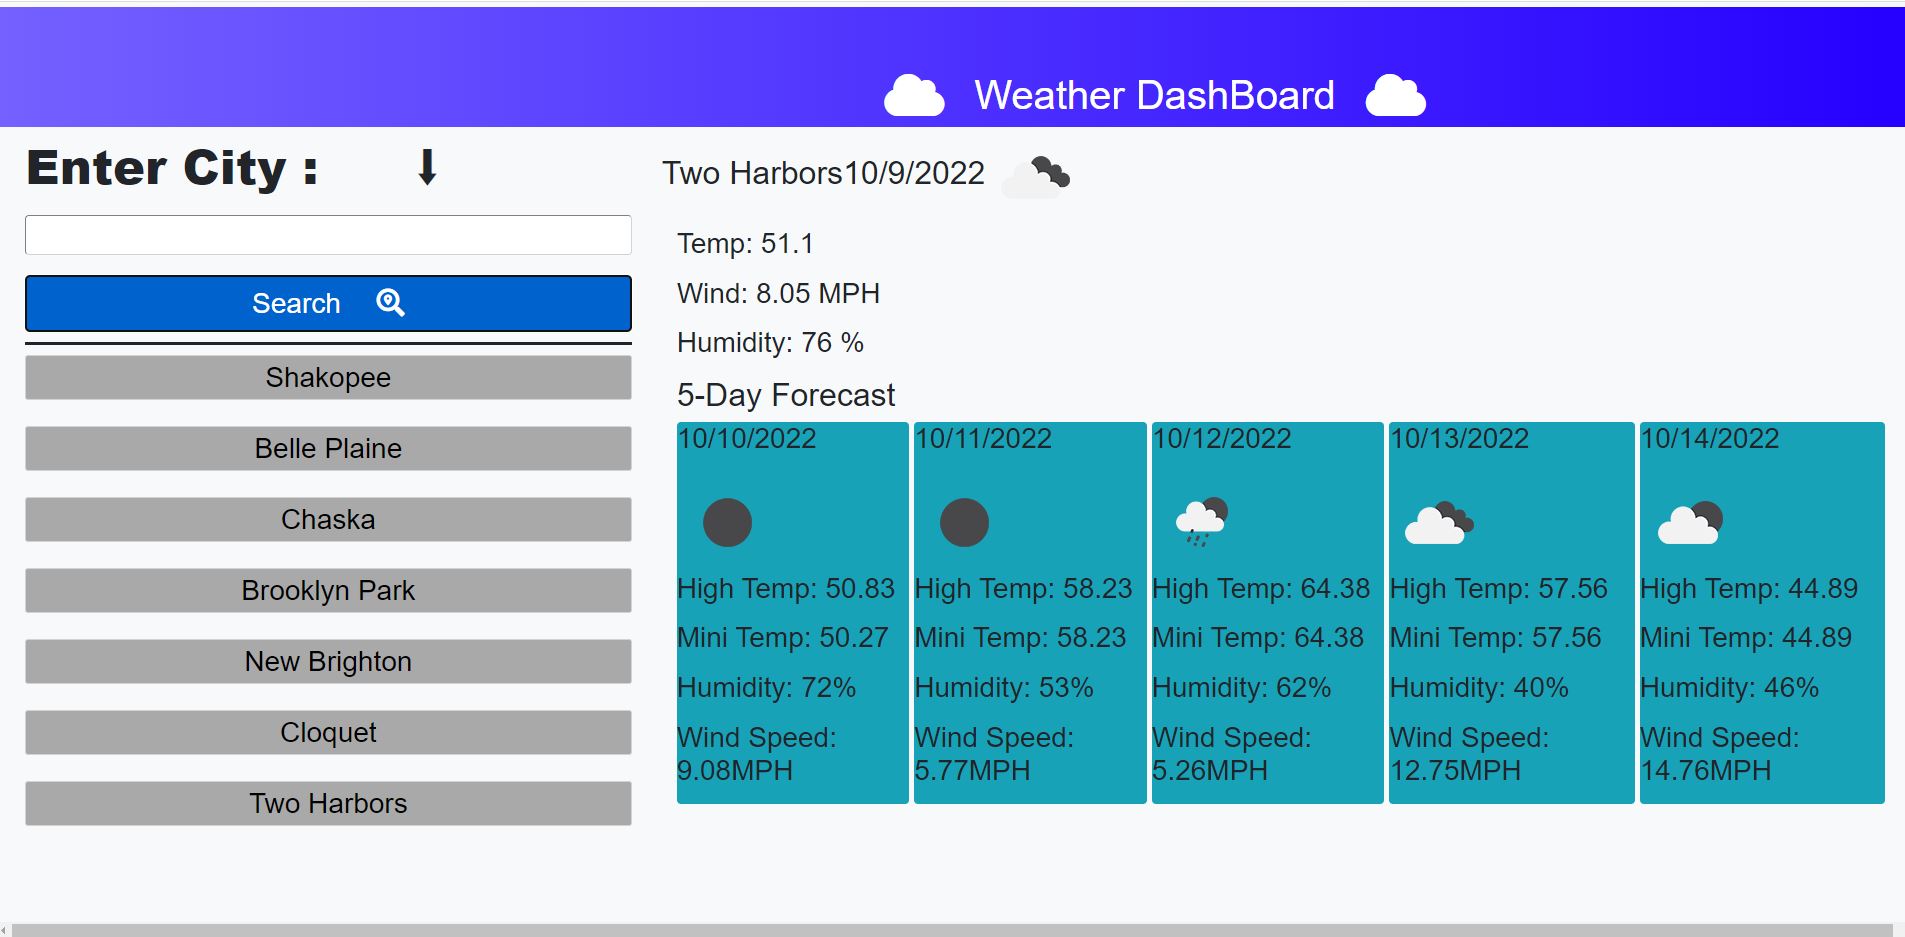 Weather DashBoard
Enter City :
Search
Shakopee
Belle Plaine
Chaska
Brooklyn Park
New Brighton
Cloquet
Two Harbors
Two Harbors10/9/2022
Temp: 51.1
Wind: 8.05 MPH
Humidity: 76 %
5-Day Forecast
10/10/2022
High Temp: 50.83
Mini Temp: 50.27
Humidity: 72%
Wind Speed:
9.08MPH
10/11/2022
High Temp: 58.23
Mini Temp: 58.23
Humidity: 53%
Wind Speed:
5.77MPH
10/12/2022
High Temp: 64.38
Mini Temp: 64.38
Humidity: 62%
Wind Speed:
5.26MPH
10/13/2022
High Temp: 57.56
Mini Temp: 57.56
Humidity: 40%
Wind Speed:
12.75MPH
10/14/2022
High Temp: 44.89
Mini Temp: 44.89
Humidity: 46%
Wind Speed:
14.76MPH